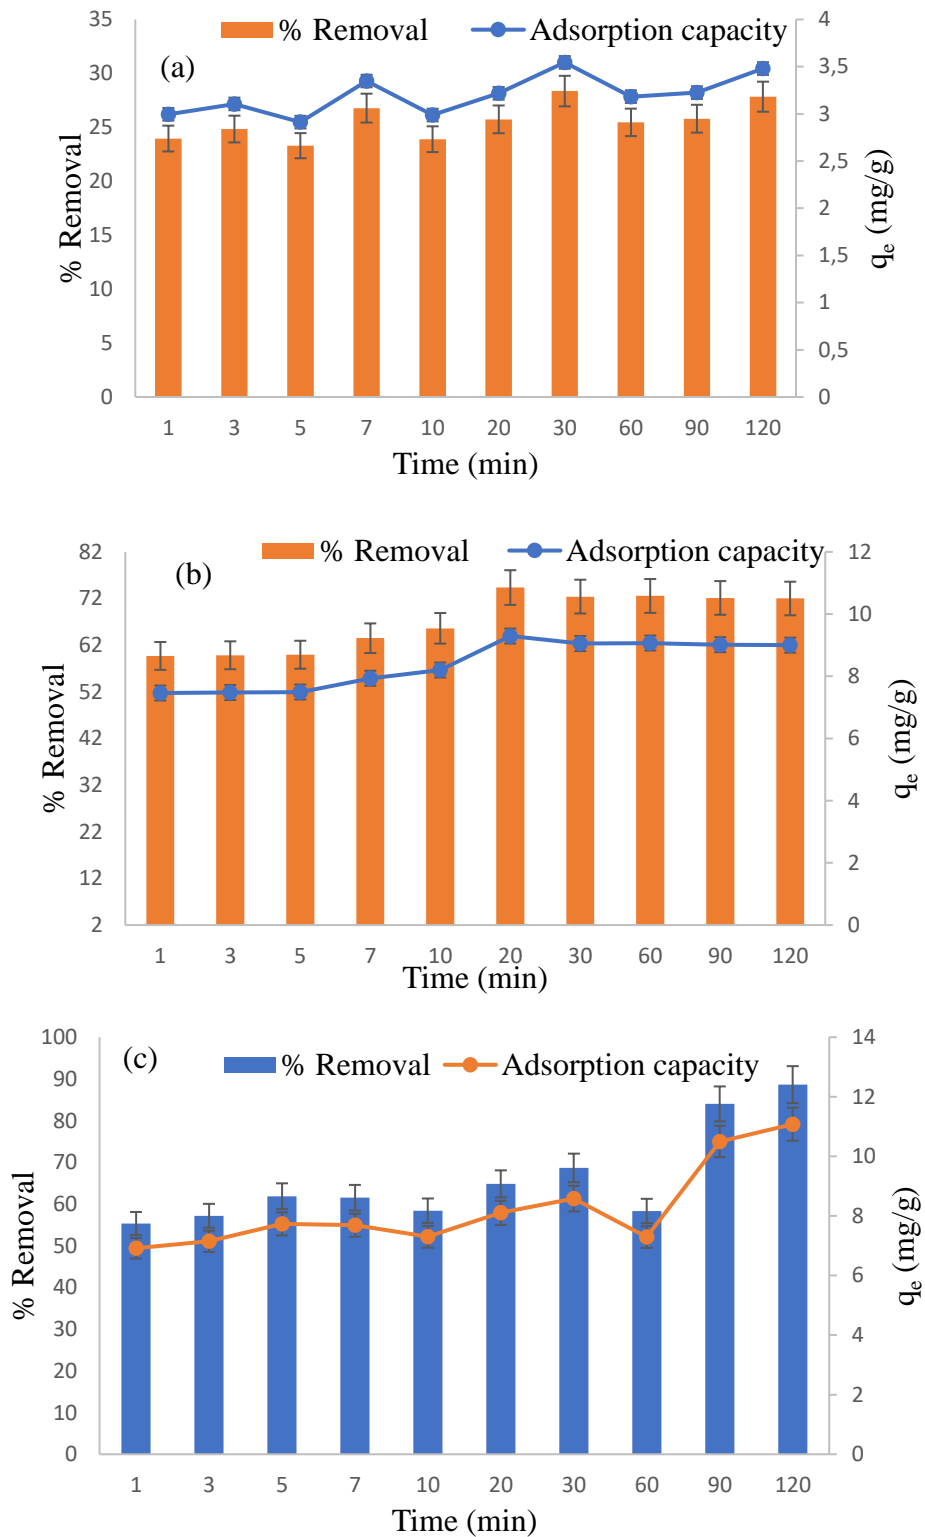 % Removal Adsorption capacity
(a)
35
30
25
20
15
10
5
0
% Removal
4
3,5
3
2,5
2
1,5
1
0,5
0
qe (mg/g)
1 3 5 7 10 20 30 60 90 120
Time (min)
% Removal Adsorption capacity
(b)
82
72
62
52
42
32
22
12
2
% Removal
12
10
8
6
4
2
0
qe (mg/g)
1 3 5 7 10 20 30 60 90 120
Time (min)
(c)
% Removal Adsorption capacity
100
90
80
70
60
50
40
30
20
10
0
% Removal
14
12
10
8
6
4
2
0
qe (mg/g)
1 3 5 7 10 20 30 60 90 120
Time (min)